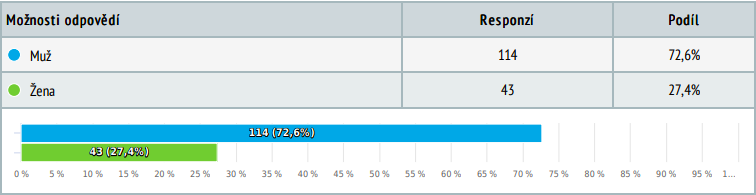 Možnosti odpovědí Responzí Podíl
Muž 114 72,6%
Žena 43 27,4%
114 (72,6%)
43 (27,4%)
0 % 5 % 10 % 15 % 20 % 25 % 30 % 35 % 40 % 45 % 50 % 55 % 60 % 65 % 70 % 75 % 80 % 85 % 90 % 95 % 1...